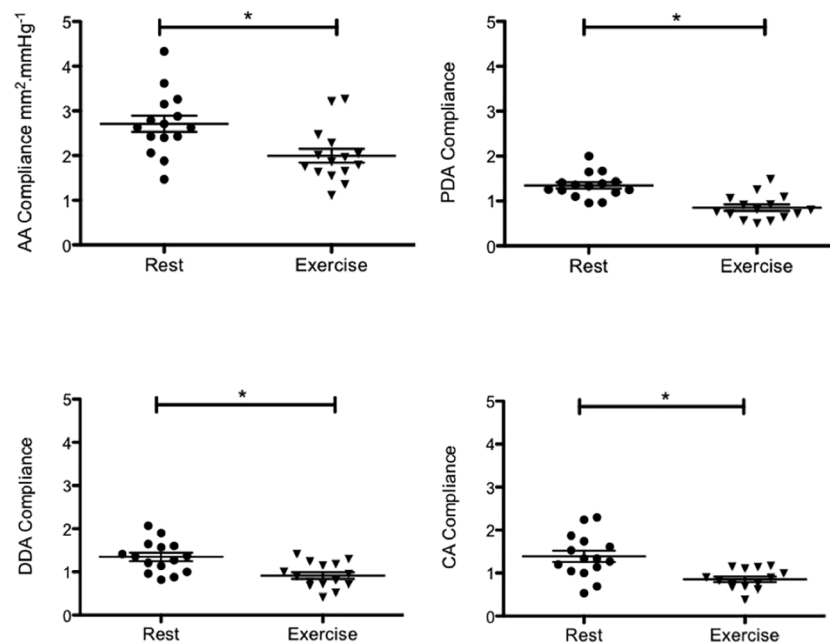 *
*
5
4
3
2
1
0
AA Compliance mm².mmHg⁻¹
Rest
Exercise
5
4
3
2
1
0
PDA Compliance
Rest
Exercise
*
*
5
4
3
2
1
0
DDA Compliance
Rest
Exercise
5
4
3
2
1
0
CA Compliance
Rest
Exercise